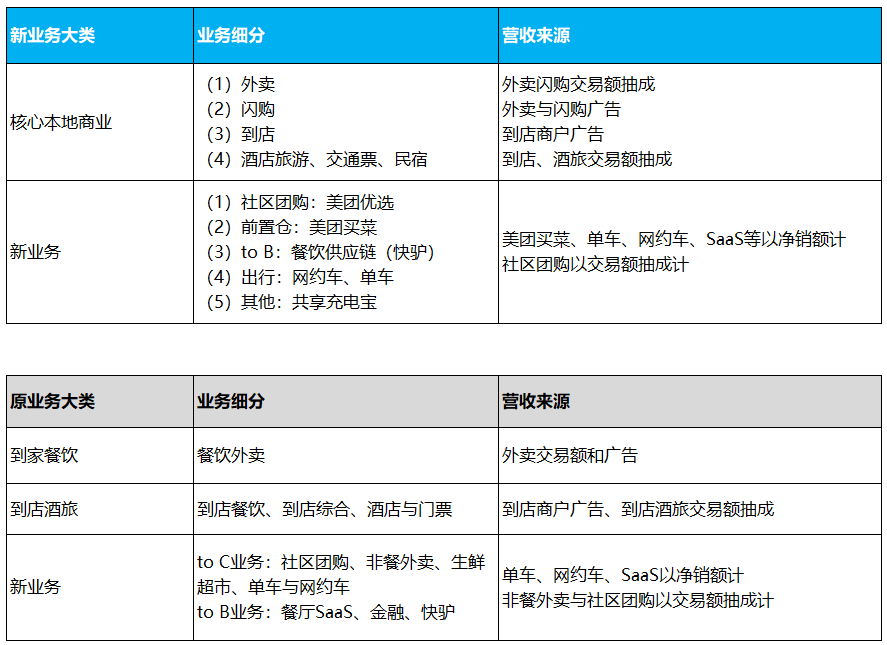 新业务大类 业务细分 营收来源
核心本地商业
（1）外卖
（2）闪购
（3）到店
（4）酒店旅游、交通票、民宿
外卖闪购交易额抽成
外卖与闪购广告
到店商户广告
到店、酒旅交易额抽成
新业务
（1）社区团购：美团优选
（2）前置仓：美团买菜
（3）to B：餐饮供应链（快驴）
（4）出行：网约车、单车
（5）其他：共享充电宝
美团买菜、单车、网约车、SaaS等以净销额计
社区团购以交易额抽成计
原业务大类 业务细分 营收来源
到家餐饮 餐饮外卖 外卖交易额和广告
到店酒旅 到店餐饮、到店综合、酒店与门票 到店商户广告、到店酒旅交易额抽成
新业务
to C业务：社区团购、非餐外卖、生鲜
超市、单车与网约车
to B业务：餐厅SaaS、金融、快驴
单车、网约车、SaaS以净销额计
非餐外卖与社区团购以交易额抽成计